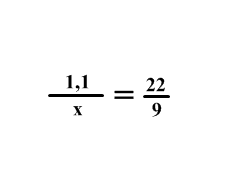 1,1 / x = 22 / 9